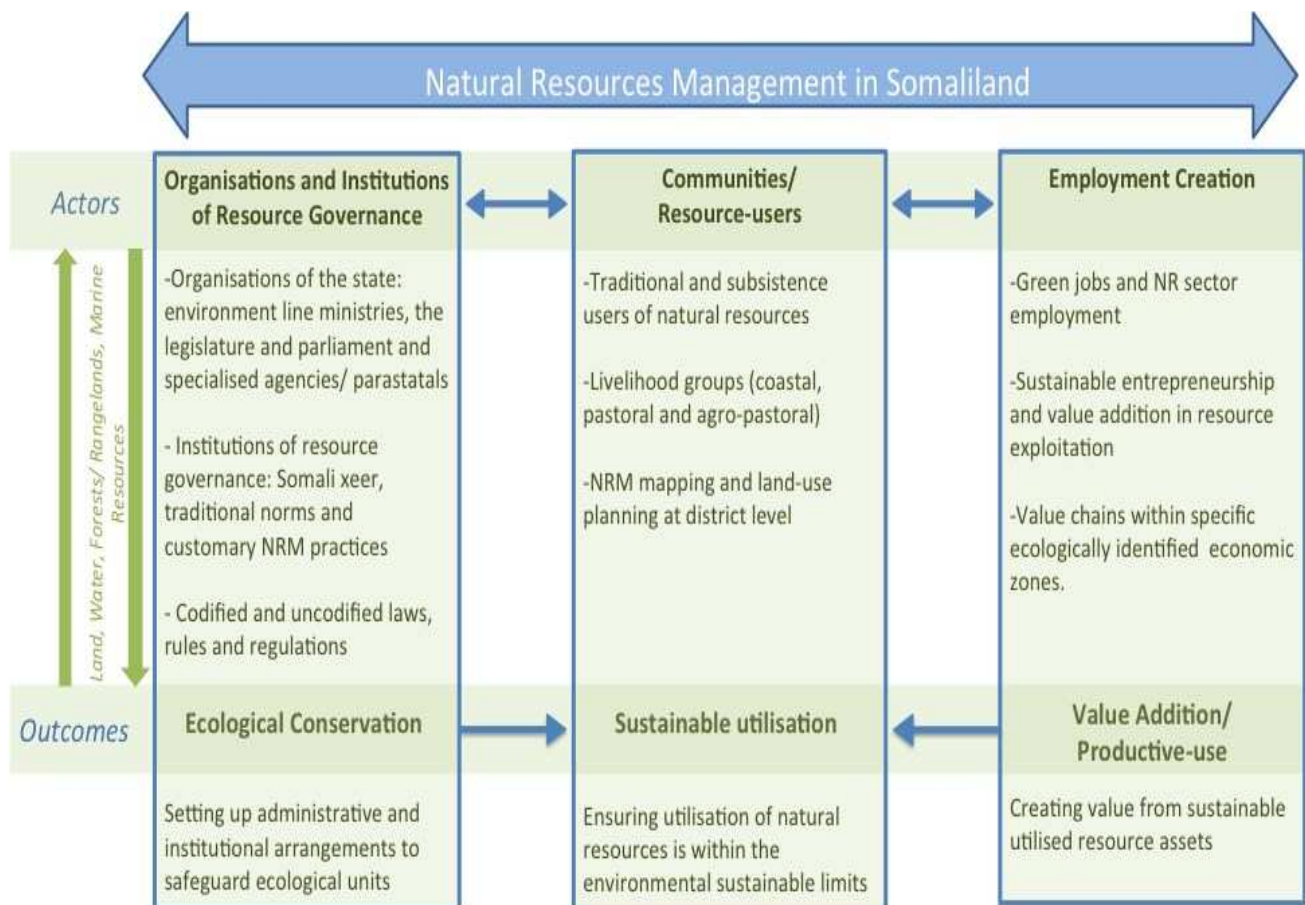 Natural Resources Management in Somaliland
Actors
Land, Water, Forests/ Rangelands, Marine
Resources
Outcomes
Organisations and Institutions
of Resource Governance
-Organisations of the state:
environment line ministries, the
legislature and parliament and
specialised agencies/ parastatals
- Institutions of resource
governance: Somali xeer,
traditional norms and
customary NRM practices
- Codified and uncodified laws,
rules and regulations
Ecological Conservation
Setting up administrative and
institutional arrangements to
safeguard ecological units
Communities/
Resource-users
-Traditional and subsistence
users of natural resources
-Livelihood groups (coastal,
pastoral and agro-pastoral)
-NRM mapping and land-use
planning at district level
Sustainable utilisation
Ensuring utilisation of natural
resources is within the
environmental sustainable limits
Employment Creation
-Green jobs and NR sector
employment
-Sustainable entrepreneurship
and value addition in resource
exploitation
-Value chains within specific
ecologically identified economic
zones.
Value Addition/
Productive-use
Creating value from sustainable
utilised resource assets